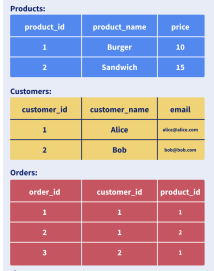 Products:
product_id product_name price
1 Burger 10
2 Sandwich 15
Customers:
customer_id customer_name email
1 Alice alice@alice.com
2 Bob bob@bob.com
Orders:
order_id customer_id product_id
1 1 1
2 1 2
3 2 1